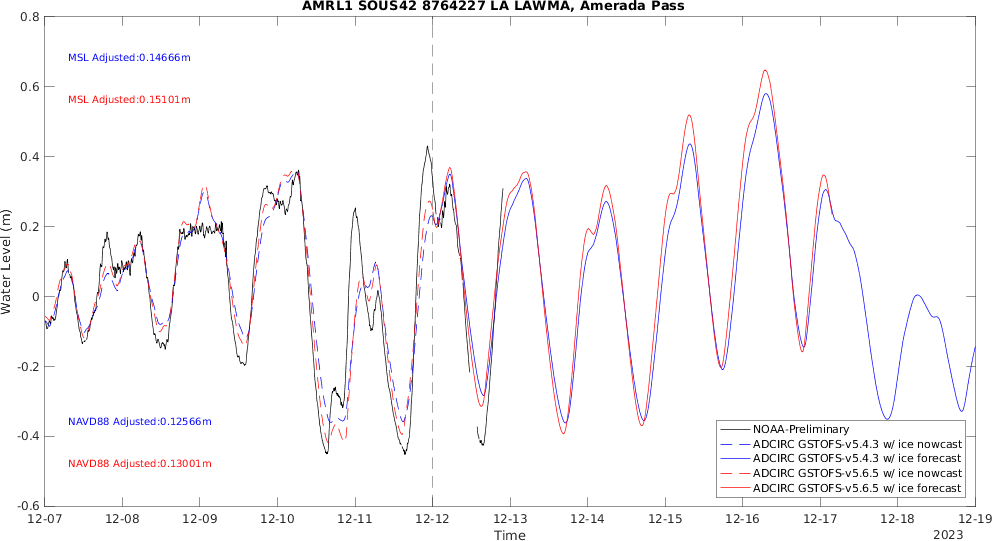 AMRL1 SOUS42 8764227 LA LAWMA, Amerada Pass
0.8
MSL Adjusted:0.14666m
0.6
MSL Adjusted:0.15101m
0.4
0.2
Water Level (m)
0
-0.2
NAVD88 Adjusted:0.12566m
-0.4
NAVD88 Adjusted:0.13001m
-0.6
NOAA-Preliminary
ADCIRC GSTOFS-v5.4.3 w/ ice nowcast
ADCIRC GSTOFS-v5.4.3 w/ ice forecast
ADCIRC GSTOFS-v5.6.5 w/ ice nowcast
ADCIRC GSTOFS-v5.6.5 w/ ice forecast
12-07 12-08 12-09 12-10 12-11 12-12 12-13 12-14 12-15 12-16 12-17 12-18 12-19
Time
2023